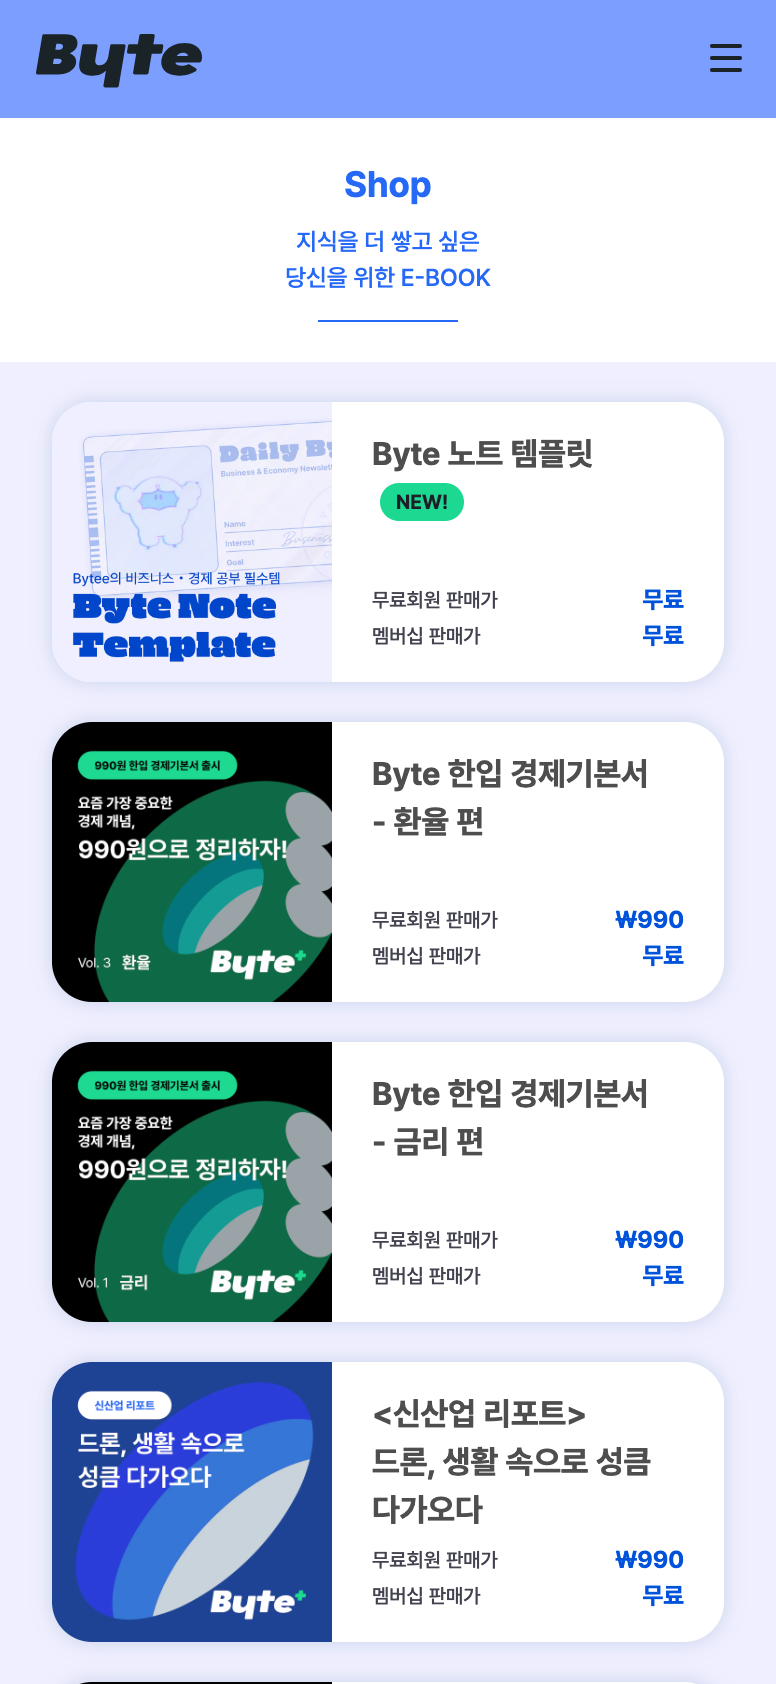 Byte
Shop
지식을 더 쌓고 싶은
당신을 위한 E-BOOK
Daily By
Business & Economy Newslett
Name
Interest
Business
Goal
Bytee의 비즈니스・경제 공부 필수템
Byte Note
Template
Byte 노트 템플릿
NEW!
무료회원 판매가 무료
멤버십 판매가 무료
990원 한입 경제기본서 출시
요즘 가장 중요한
경제 개념,
990원으로 정리하자!
Vol. 3 환율
Byte+
Byte 한입 경제기본서
- 환율 편
무료회원 판매가 ₩990
멤버십 판매가 무료
990원 한입 경제기본서 출시
요즘 가장 중요한
경제 개념,
990원으로 정리하자!
Vol. 1 금리
Byte+
Byte 한입 경제기본서
- 금리 편
무료회원 판매가 ₩990
멤버십 판매가 무료
신산업 리포트
드론, 생활 속으로
성큼 다가오다
Byte+
<신산업 리포트>
드론, 생활 속으로 성큼
다가오다
무료회원 판매가 ₩990
멤버십 판매가 무료